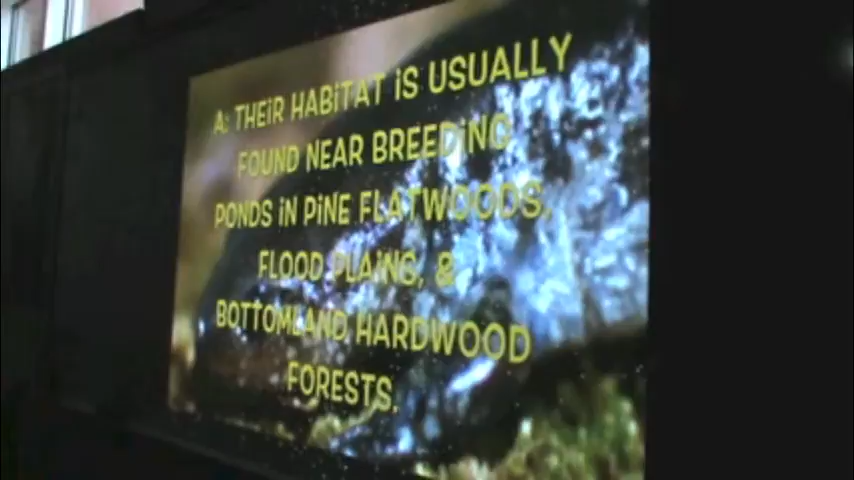 A: THEiR HABiTAT iS USUALLY
FOUND NEAR BREEDiNG
PONDS iN PiNE FLATWOODS,
FLOOD PLAiNS, &
BOTTOMLAND HARDWOOD
FORESTS.